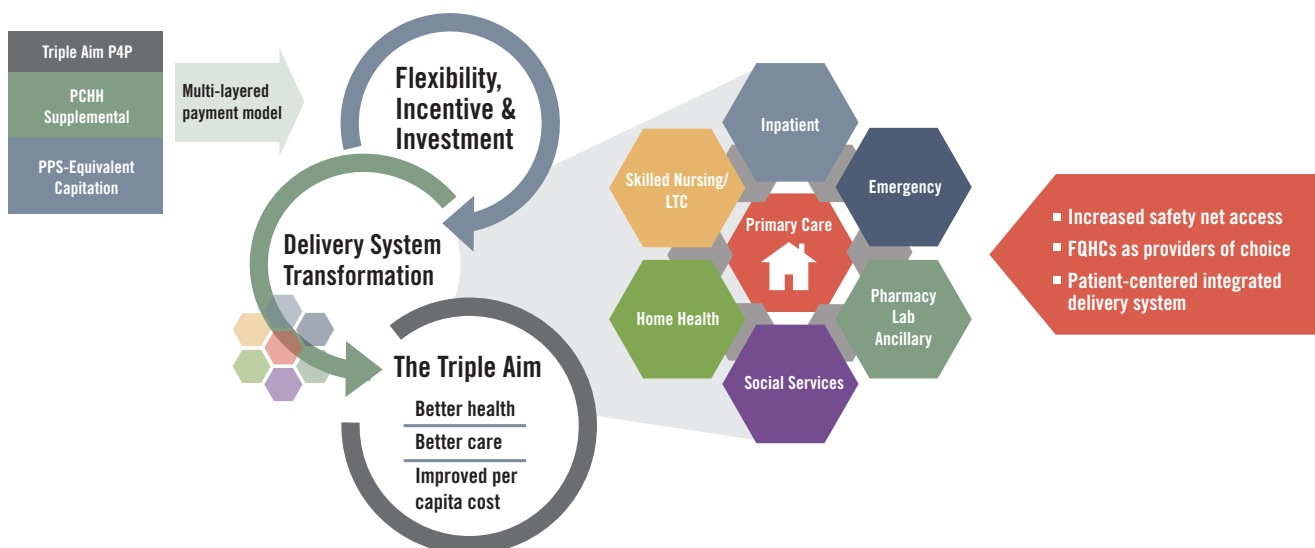 Triple Aim P4P
PCHH
Supplemental
PPS-Equivalent
Capitation
Multi-layered
payment model
Flexibility,
Incentive &
Investment
Delivery System
Transformation
The Triple Aim
Better health
Better care
Improved per
capita cost
Inpatient
Skilled Nursing/
LTC
Emergency
Primary Care
Home Health
Pharmacy
Lab
Ancillary
Social Services
Increased safety net access
FQHCs as providers of choice
Patient-centered integrated
delivery system